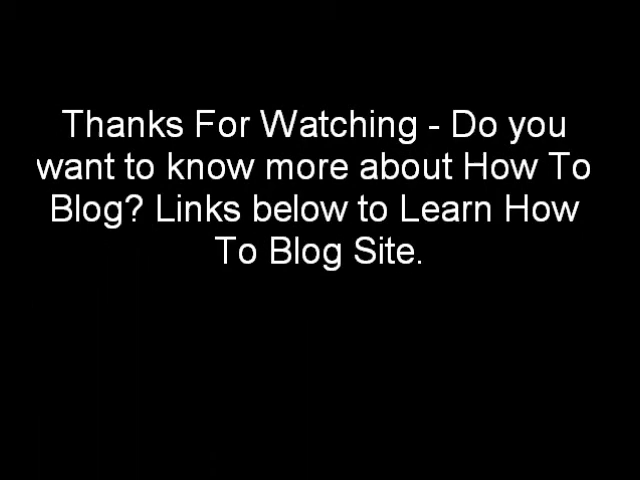 Thanks For Watching - Do you
want to know more about How To
Blog? Links below to Learn How
To Blog Site.